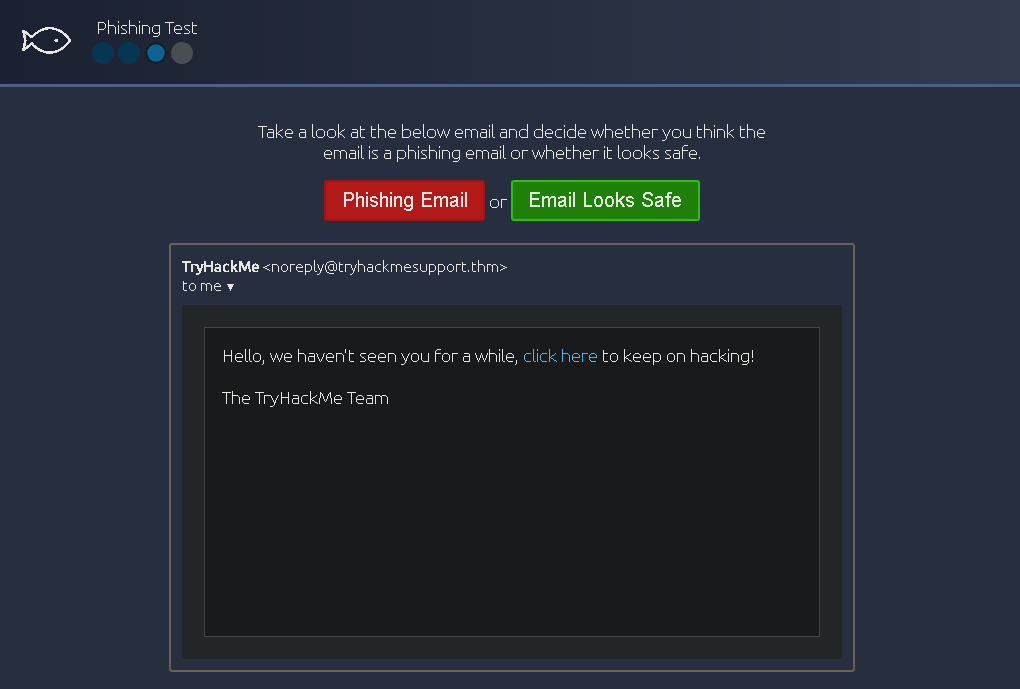 Phishing Test
Take a look at the below email and decide whether you think the
email is a phishing email or whether it looks safe.
Phishing Email or Email Looks Safe
TryHackMe <noreply@tryhackmesupport.thm>
to me ▼
Hello, we haven't seen you for a while, click here to keep on hacking!
The TryHackMe Team